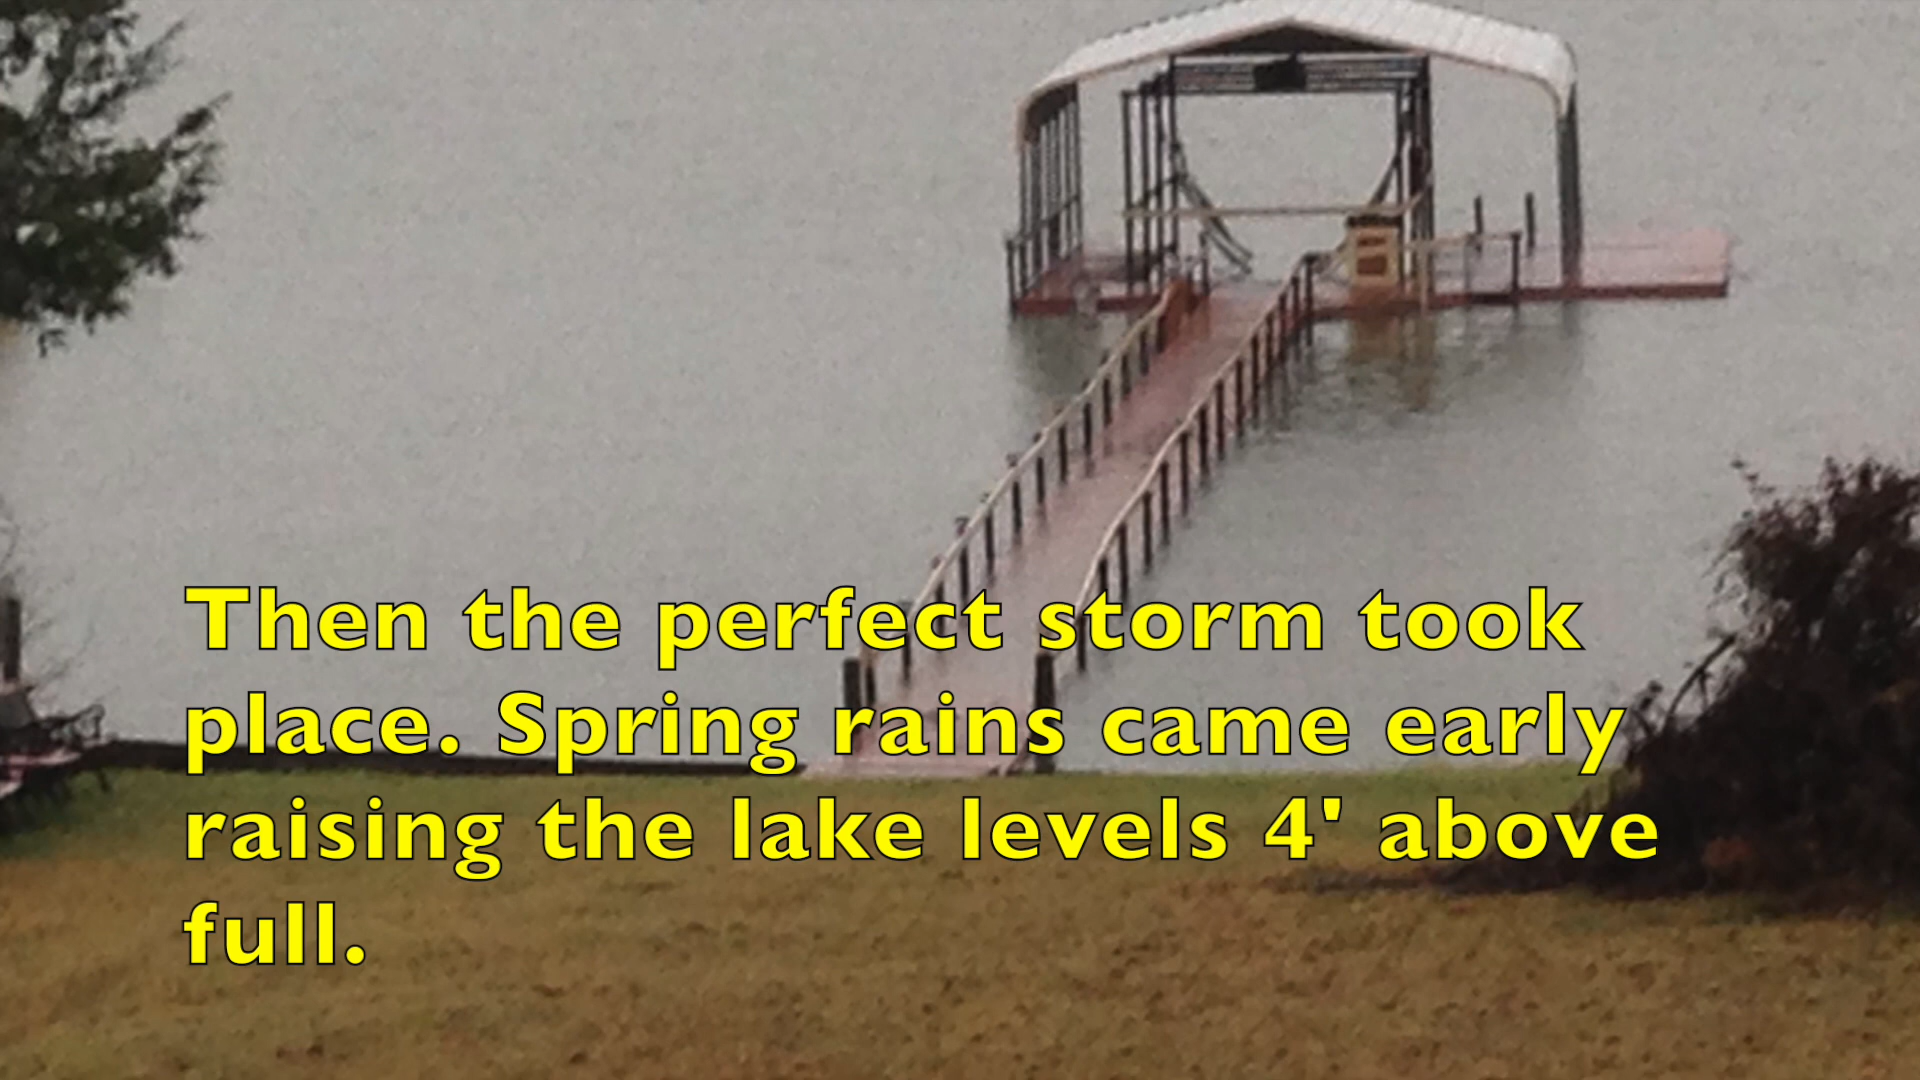 Then the perfect storm took
place. Spring rains came early
raising the lake levels 4' above
full.